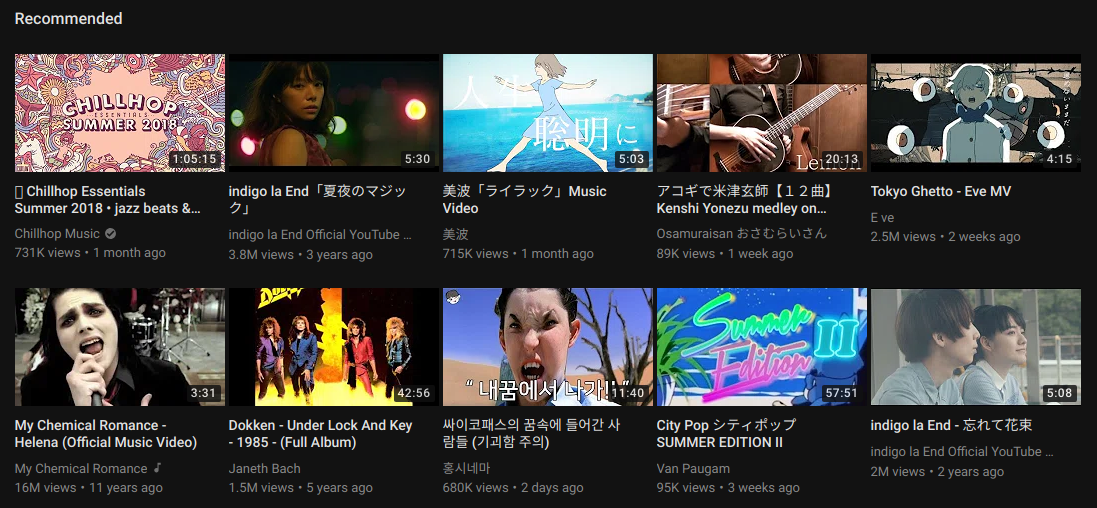 Recommended
CHILLHOP
ESSENTIALS
SUMMER 2018
1:05:15
5:30
人生
聡明に
5:03
Lemon
20:13
4:15
Chillhop Essentials
Summer 2018 • jazz beats &...
Chillhop Music
731K views • 1 month ago
indigo la End「夏夜のマジッ
ク」
indigo la End Official YouTube ...
3.8M views • 3 years ago
美波「ライラック」Music
Video
美波
715K views • 1 month ago
アコギで米津玄師【１２曲】
Kenshi Yonezu medley on...
Osamuraisan おさむらいさん
89K views • 1 week ago
Tokyo Ghetto - Eve MV
E ve
2.5M views • 2 weeks ago
3:31
Dokken
42:56
“ 내꿈에서 나가!! ”
11:40
Summer
Edition II
57:51
5:08
My Chemical Romance -
Helena (Official Music Video)
My Chemical Romance
16M views • 11 years ago
Dokken - Under Lock And Key
- 1985 - (Full Album)
Janeth Bach
1.5M views • 5 years ago
싸이코패스의 꿈속에 들어간 사
람들 (기괴함 주의)
홍시네마
680K views • 2 days ago
City Pop シティポップ
SUMMER EDITION II
Van Paugam
95K views • 3 weeks ago
indigo la End - 忘れて花束
indigo la End Official YouTube ...
2M views • 2 years ago